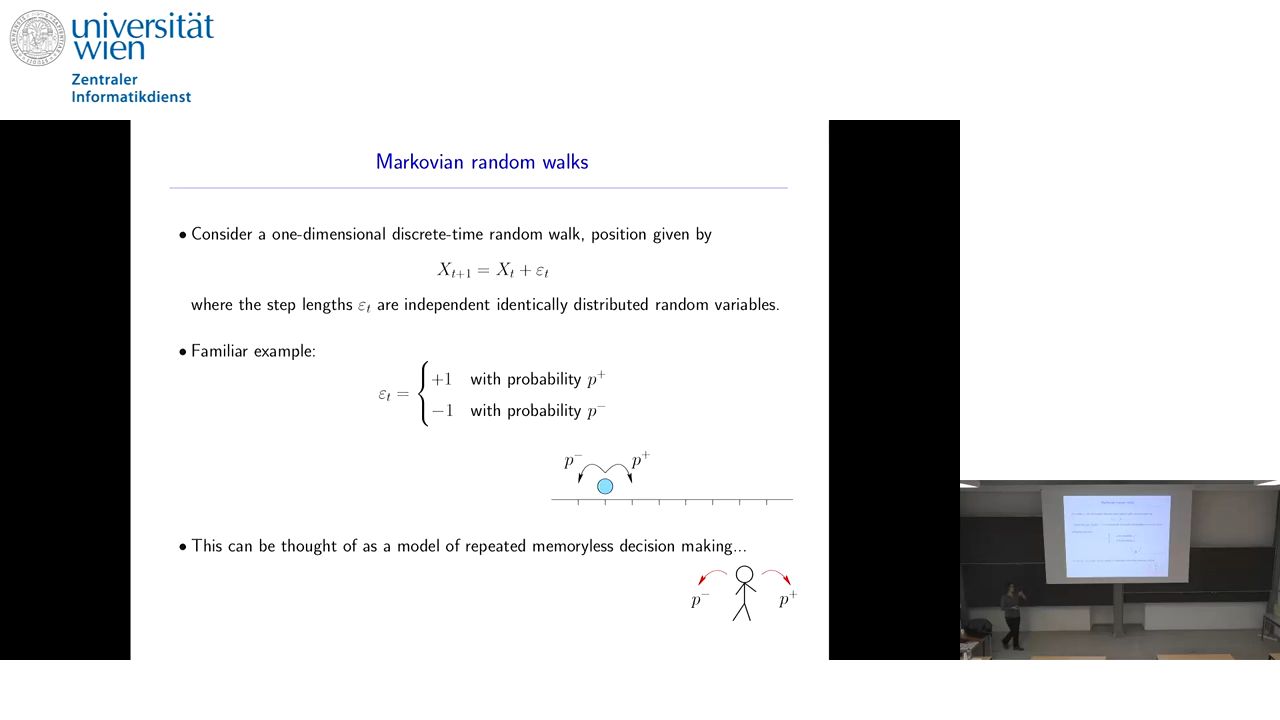 universität
wien
Zentraler
Informatikdienst
Markovian random walks
• Consider a one-dimensional discrete-time random walk, position given by
X_{t+1} = X_t + ε_t
where the step lengths ε_t are independent identically distributed random variables.
• Familiar example:
ε_t = { +1 with probability p^+
−1 with probability p^−
p^− p^+
• This can be thought of as a model of repeated memoryless decision making...
p^− p^+